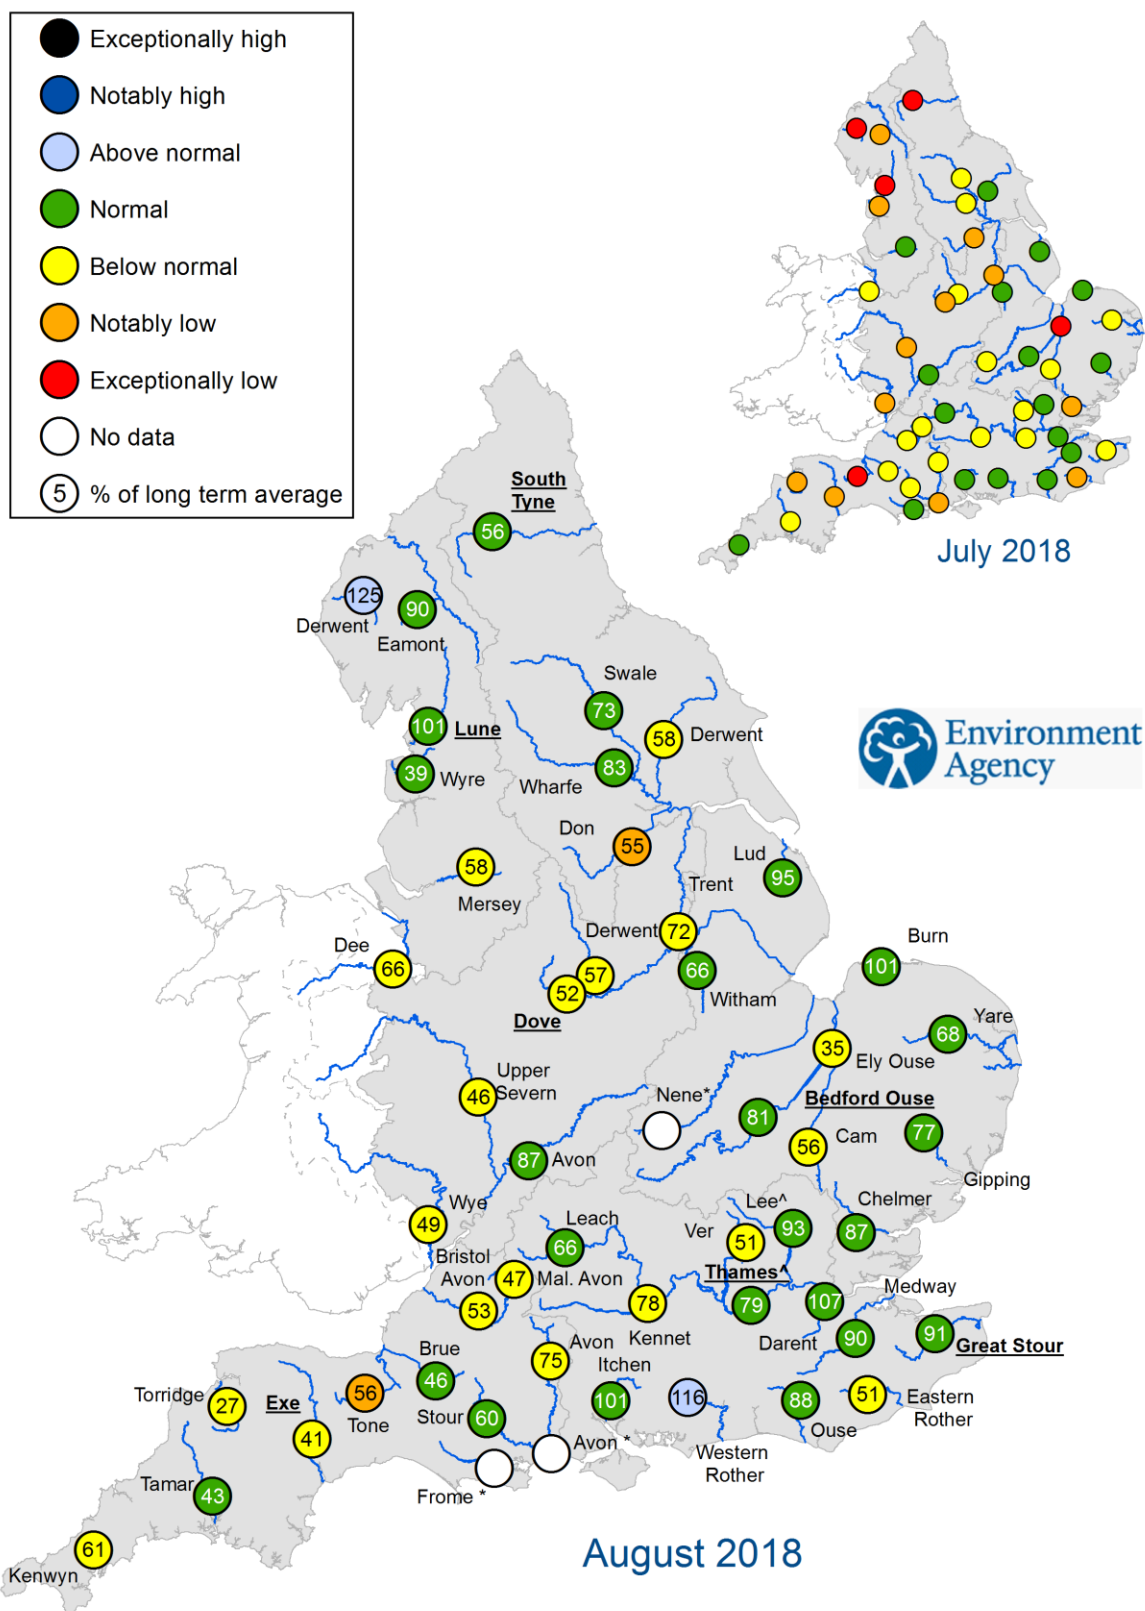 Exceptionally high
Notably high
Above normal
Normal
Below normal
Notably low
Exceptionally low
No data
5 % of long term average
July 2018
South
Tyne
56
125
Derwent
90
Eamont
Swale
73
101
Lune
58
Derwent
39
Wyre
Wharfe
83
Environment
Agency
Don
55
58
Mersey
Lud
95
Trent
Derwent
72
Dee
66
57
52
Dove
66
Witham
Burn
101
Yare
68
35
Ely Ouse
Upper
Severn
46
Nene*
Bedford Ouse
81
77
56
Cam
87
Avon
Gipping
Wye
49
Leach
66
Lee^
93
Ver
51
Chelmer
87
Bristol
Avon
47
Mal. Avon
53
Thames^
79
107
Medway
78
Kennet
Darent
90
91
Great Stour
Brue
46
Avon
75
Itchen
101
Torridge
27
Exe
56
Tone
Stour
60
116
88
Ouse
51
Eastern
Rother
41
Avon *
Western
Rother
Tamar
43
Frome *
61
Kenwyn
August 2018